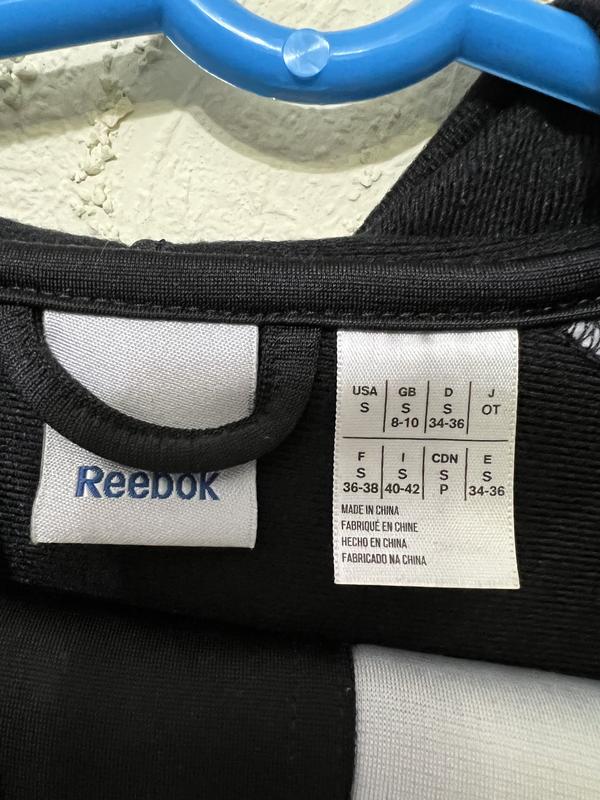 Reebok
USA GB D J
S S S OT
8-10 34-36
F I CDN E
S S S S
36-38 40-42 P 34-36
MADE IN CHINA
FABRIQUÉ EN CHINE
HECHO EN CHINA
FABRICADO NA CHINA